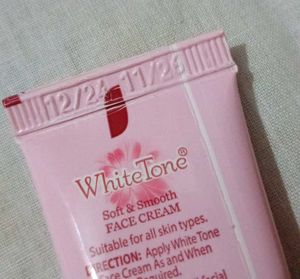 12/24 11/26
WhiteTone®
Soft & Smooth
FACE CREAM
Suitable for all skin types.
DIRECTION: Apply White Tone
Face Cream As and When
Required.